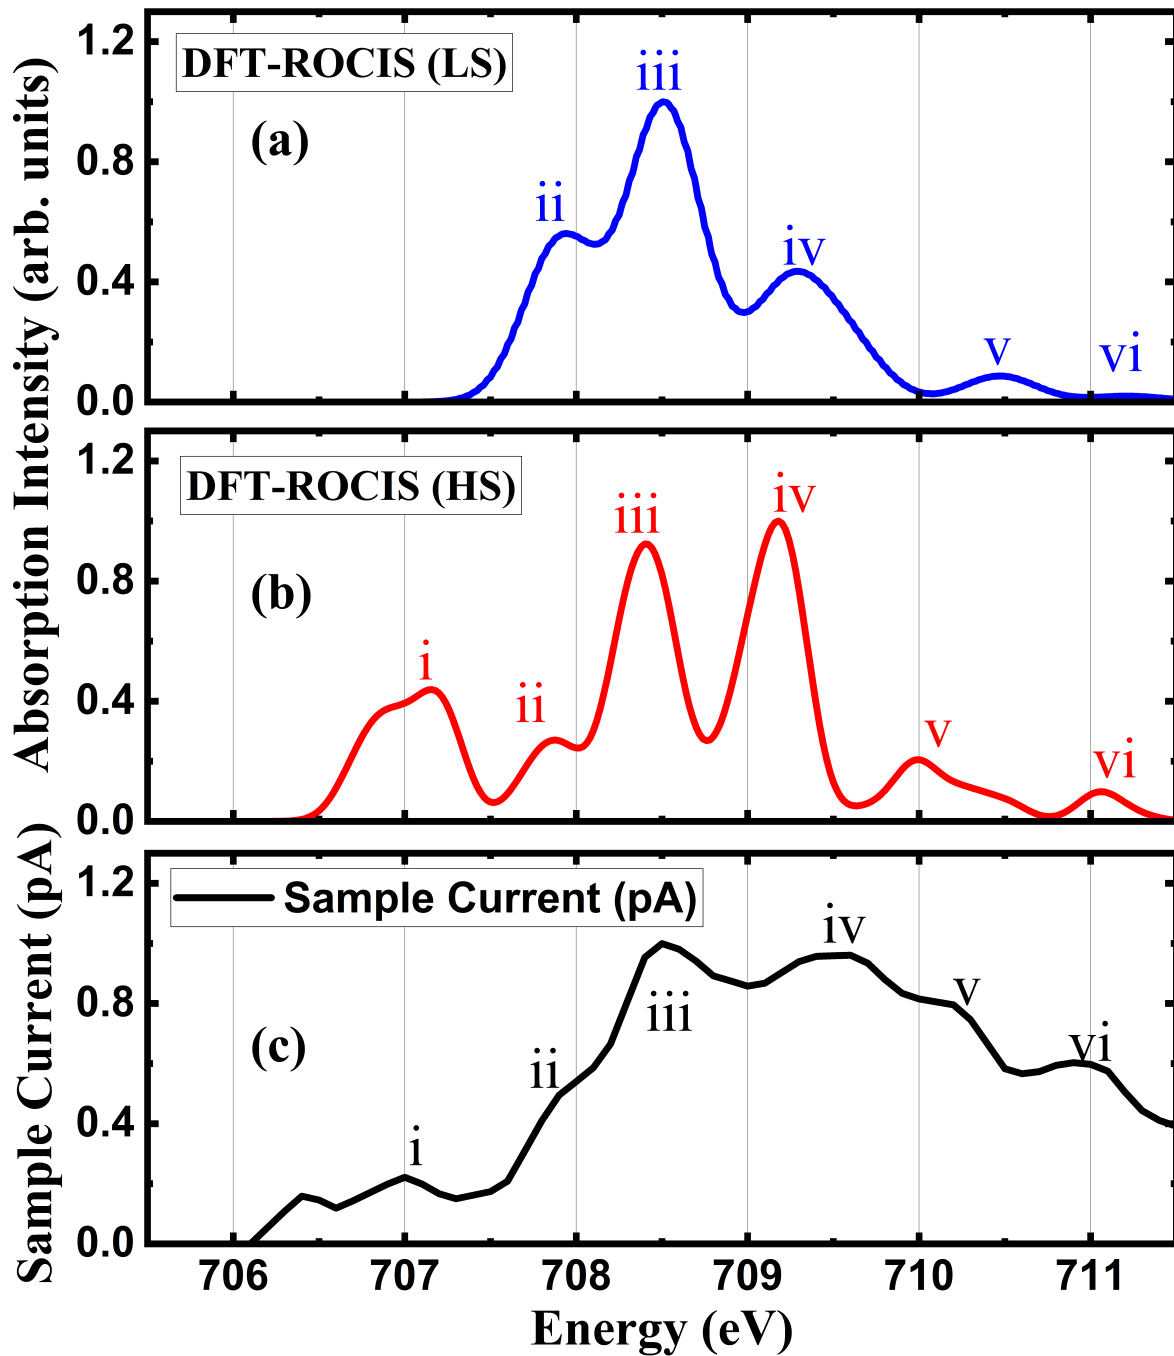 Absorption Intensity (arb. units)
1.2
0.8
0.4
0.0
DFT-ROCIS (LS)
(a)
ii
iii
iv
v
vi
1.2
0.8
0.4
0.0
DFT-ROCIS (HS)
(b)
i
ii
iii
iv
v
vi
Sample Current (pA)
1.2
0.8
0.4
0.0
Sample Current (pA)
(c)
i
ii
iii
iv
v
vi
706 707 708 709 710 711
Energy (eV)